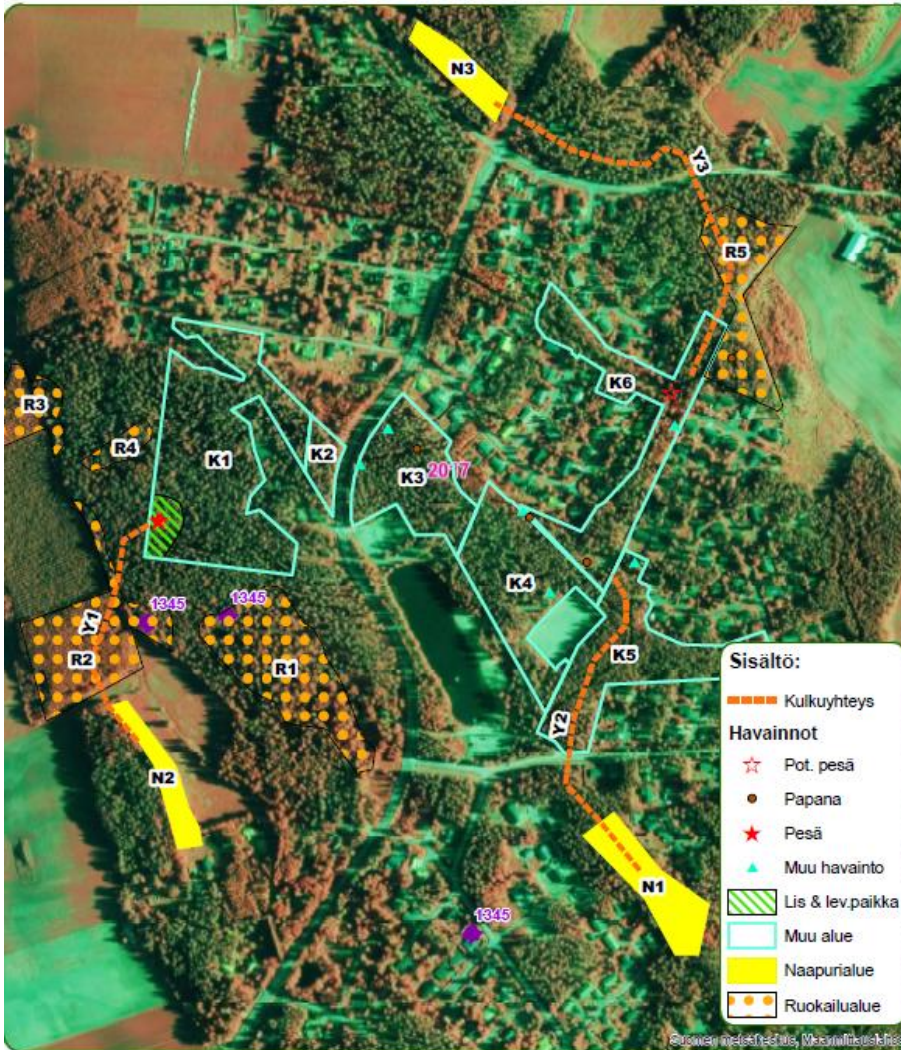 N3
Y3
R5
K6
R3
R4
K1
K2
K3
2017
K4
1345
1345
Y1
R2
R1
K5
Y2
N2
N1
1345
Sisältö:
Kulkuyhteys
Havainnot
Pot. pesä
Papana
Pesä
Muu havainto
Lis & lev.paikka
Muu alue
Naapurialue
Ruokailualue
Suomen metsäkeskus, Maanmittauslaitos